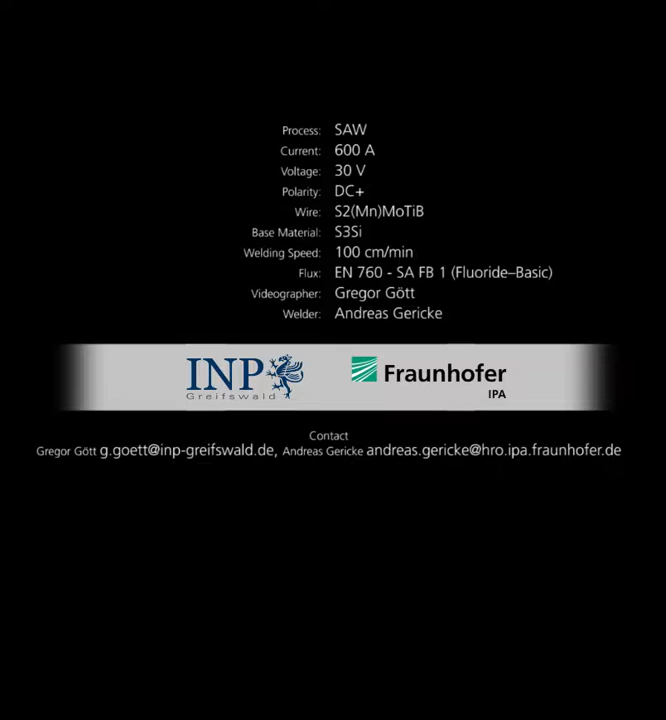 Process: SAW
Current: 600 A
Voltage: 30 V
Polarity: DC+
Wire: S2(Mn)MoTiB
Base Material: S3Si
Welding Speed: 100 cm/min
Flux: EN 760 - SA FB 1 (Fluoride–Basic)
Videographer: Gregor Gött
Welder: Andreas Gericke
INP Fraunhofer
Greifswald IPA
Contact
Gregor Gött g.goett@inp-greifswald.de, Andreas Gericke andreas.gericke@hro.ipa.fraunhofer.de